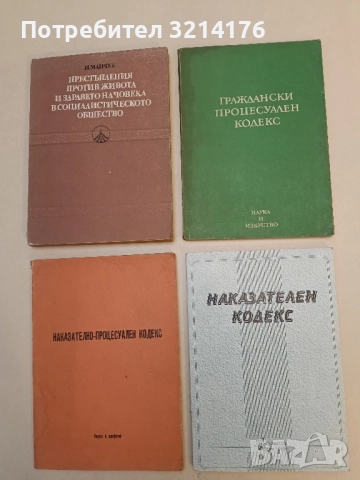 Потребител 3214176
ПРЕСТЪПЛЕНИЯ
ПРОТИВ ЖИВОТА
И ЗДРАВЕТО НА ЧОВЕКА
В СОЦИАЛИСТИЧЕСКОТО
ОБЩЕСТВО
ГРАЖДАНСКИ
ПРОЦЕСУАЛЕН
КОДЕКС
НАУКА
И
ИЗКУСТВО
НАКАЗАТЕЛНО-ПРОЦЕСУАЛЕН КОДЕКС
НАКАЗАТЕЛЕН
КОДЕКС
BAZAR